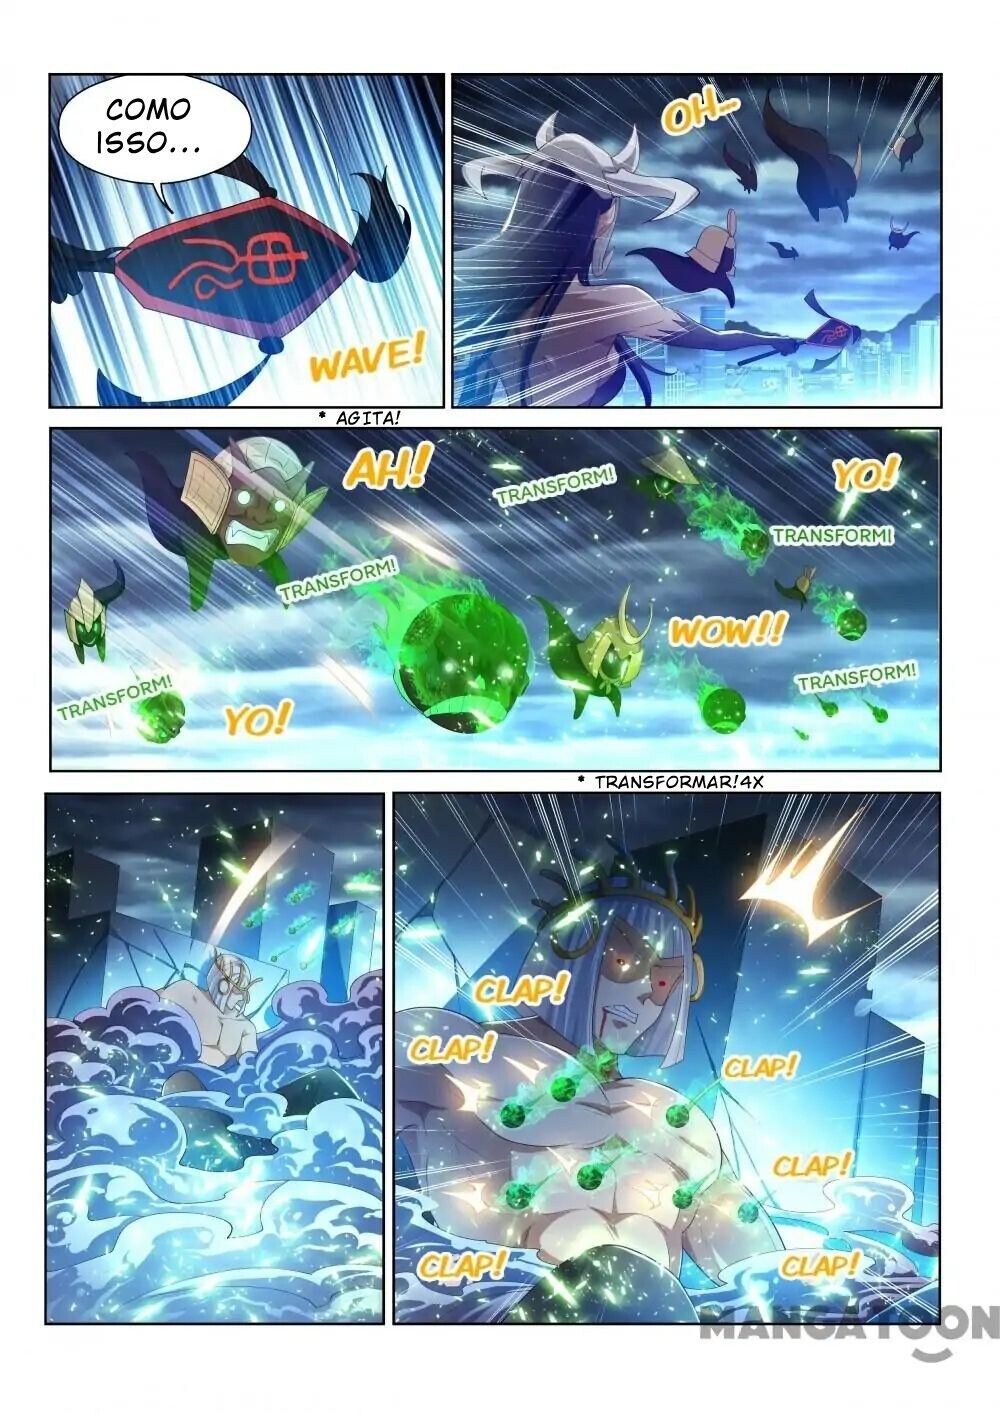 COMO
ISSO...
WAVE!
OH...
* AGITA!
AH!
TRANSFORM!
YO!
TRANSFORM!
TRANSFORM!
WOW!!
TRANSFORM!
TRANSFORM!
YO!
* TRANSFORMAR!4X
CLAP!
CLAP!
CLAP!
CLAP!
CLAP!
CLAP!
MANGATOON